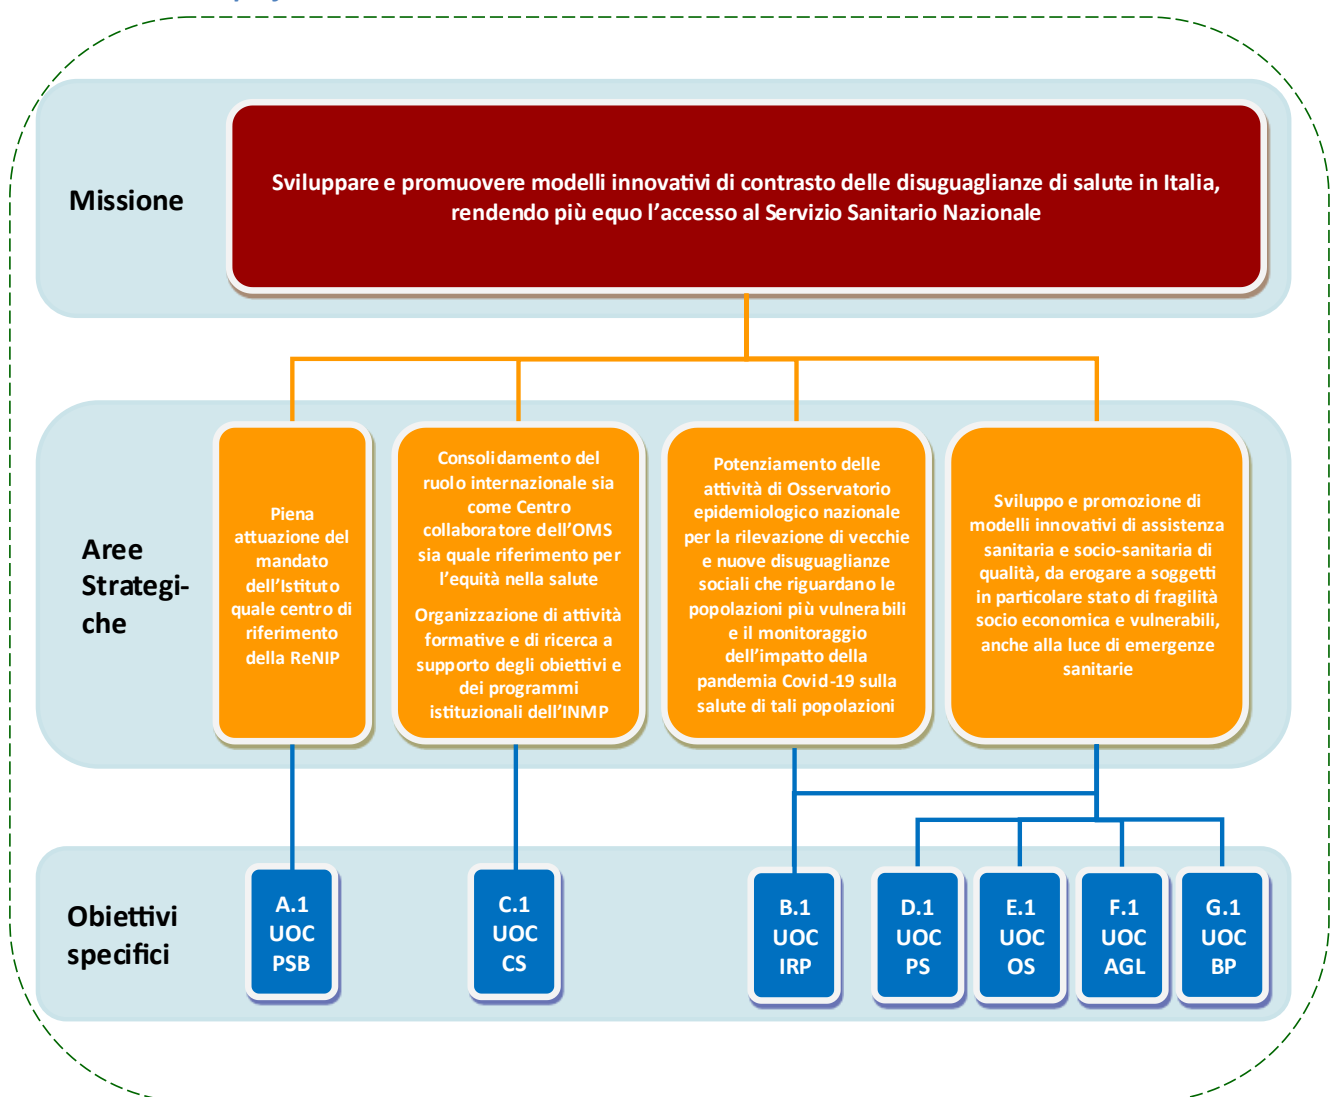 Missione
Sviluppare e promuovere modelli innovativi di contrasto delle disuguaglianze di salute in Italia,
rendendo più equo l’accesso al Servizio Sanitario Nazionale
Aree
Strategi-
che
Piena
attuazione del
mandato
dell’Istituto
quale centro di
riferimento
della ReNIP
Consolidamento del
ruolo internazionale sia
come Centro
collaboratore dell’OMS
sia quale riferimento per
l’equità nella salute
Organizzazione di attività
formative e di ricerca a
supporto degli obiettivi e
dei programmi
istituzionali dell’INMP
Potenziamento delle
attività di Osservatorio
epidemiologico nazionale
per la rilevazione di vecchie
e nuove disuguaglianze
sociali che riguardano le
popolazioni più vulnerabili
e il monitoraggio
dell’impatto della
pandemia Covid-19 sulla
salute di tali popolazioni
Sviluppo e promozione di
modelli innovativi di assistenza
sanitaria e socio-sanitaria di
qualità, da erogare a soggetti
in particolare stato di fragilità
socio economica e vulnerabili,
anche alla luce di emergenze
sanitarie
Obiettivi
specifici
A.1
UOC
PSB
C.1
UOC
CS
B.1
UOC
IRP
D.1
UOC
PS
E.1
UOC
OS
F.1
UOC
AGL
G.1
UOC
BP